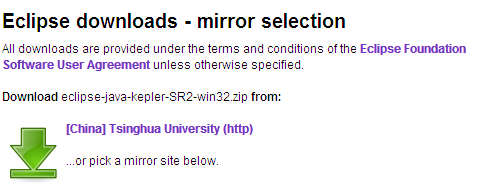 Eclipse downloads - mirror selection
All downloads are provided under the terms and conditions of the Eclipse Foundation
Software User Agreement unless otherwise specified.
Download eclipse-java-kepler-SR2-win32.zip from:
[China] Tsinghua University (http)
...or pick a mirror site below.